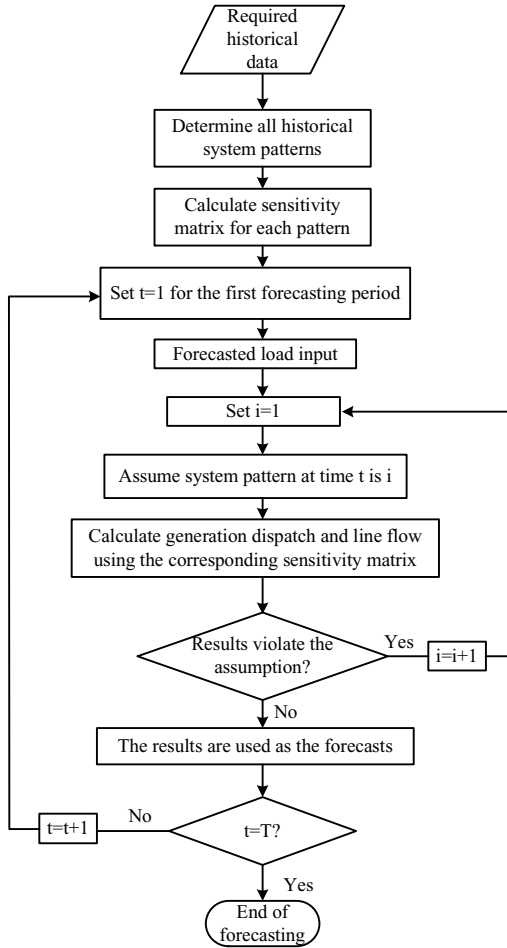 Required
historical
data
Determine all historical
system patterns
Calculate sensitivity
matrix for each pattern
Set t=1 for the first forecasting period
Forecasted load input
Set i=1
Assume system pattern at time t is i
Calculate generation dispatch and line flow
using the corresponding sensitivity matrix
Results violate the
assumption?
Yes
i=i+1
No
The results are used as the forecasts
t=T?
No
t=t+1
Yes
End of
forecasting